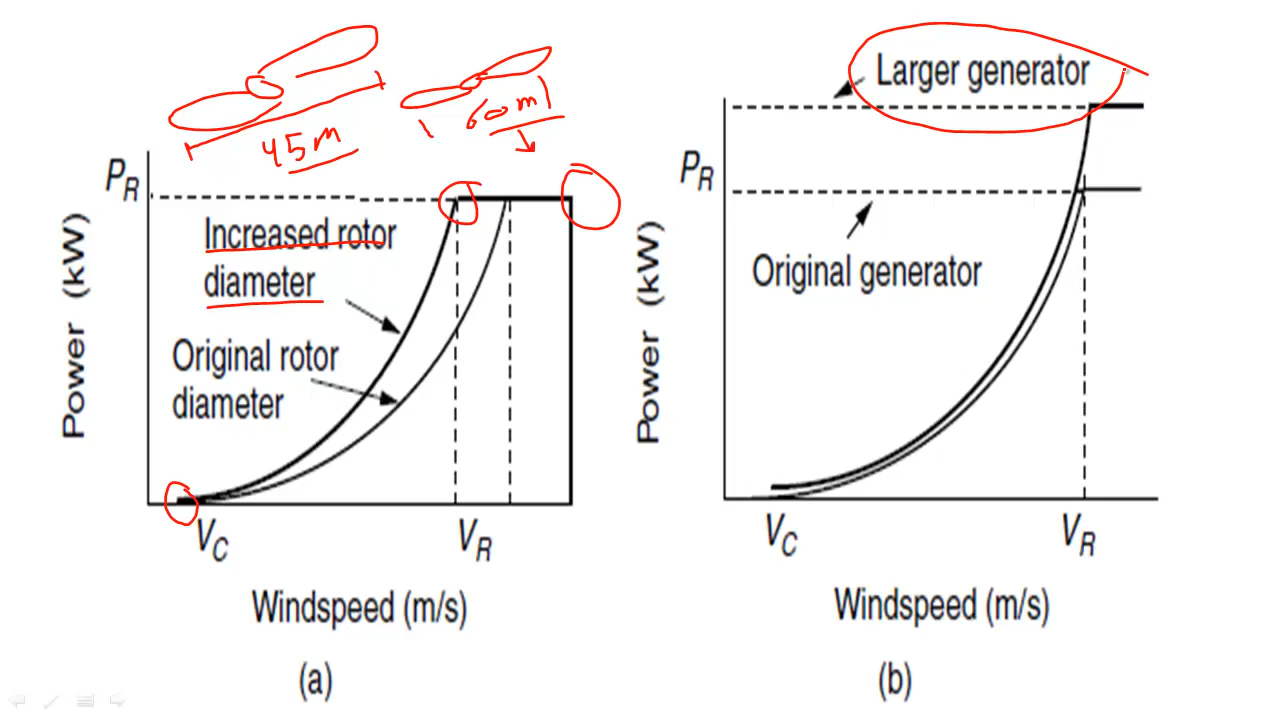 45m
60m
P_R
Power (kW)
Increased rotor
diameter
Original rotor
diameter
V_C
V_R
Windspeed (m/s)
(a)
Larger generator
P_R
Power (kW)
Original generator
V_C
V_R
Windspeed (m/s)
(b)